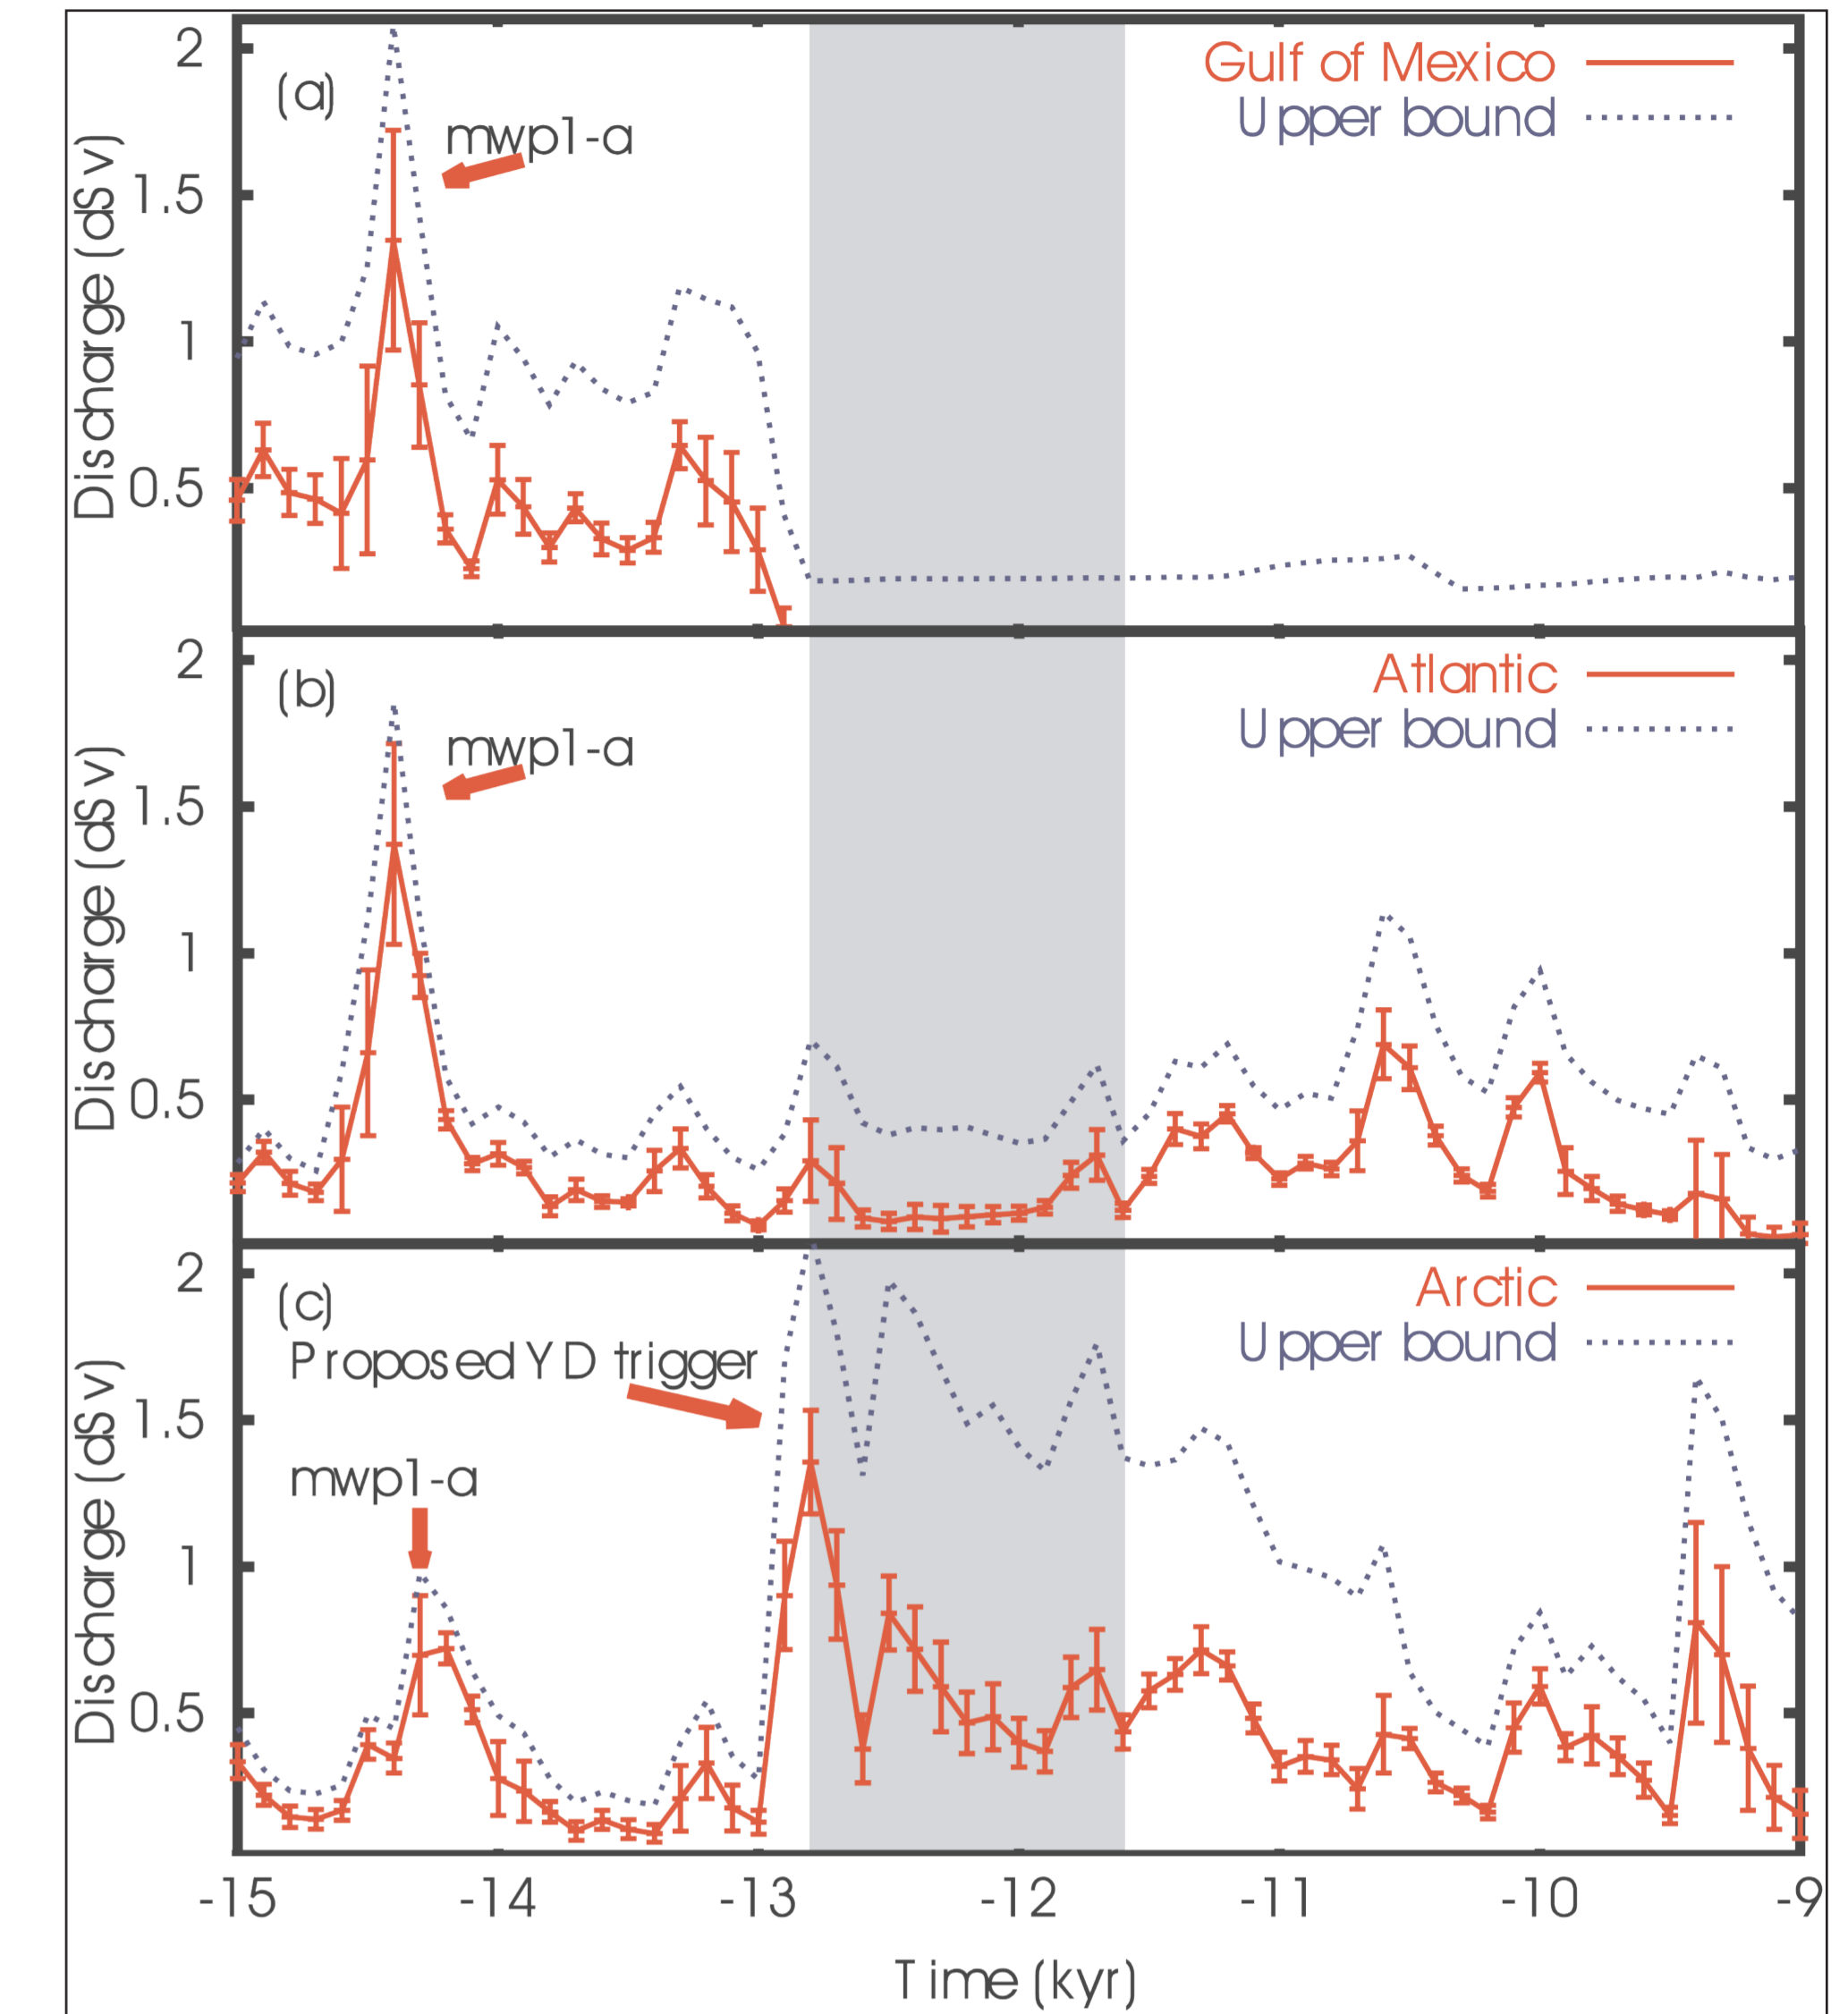 2
(a)
Gulf of Mexico
Upper bound
mwp1-a
1.5
1
0.5
Discharge (dSv)
2
(b)
Atlantic
Upper bound
mwp1-a
1.5
1
0.5
Discharge (dSv)
2
(c)
Arctic
Upper bound
Proposed YD trigger
1.5
mwp1-a
1
0.5
Discharge (dSv)
-15 -14 -13 -12 -11 -10 -9
Time (kyr)